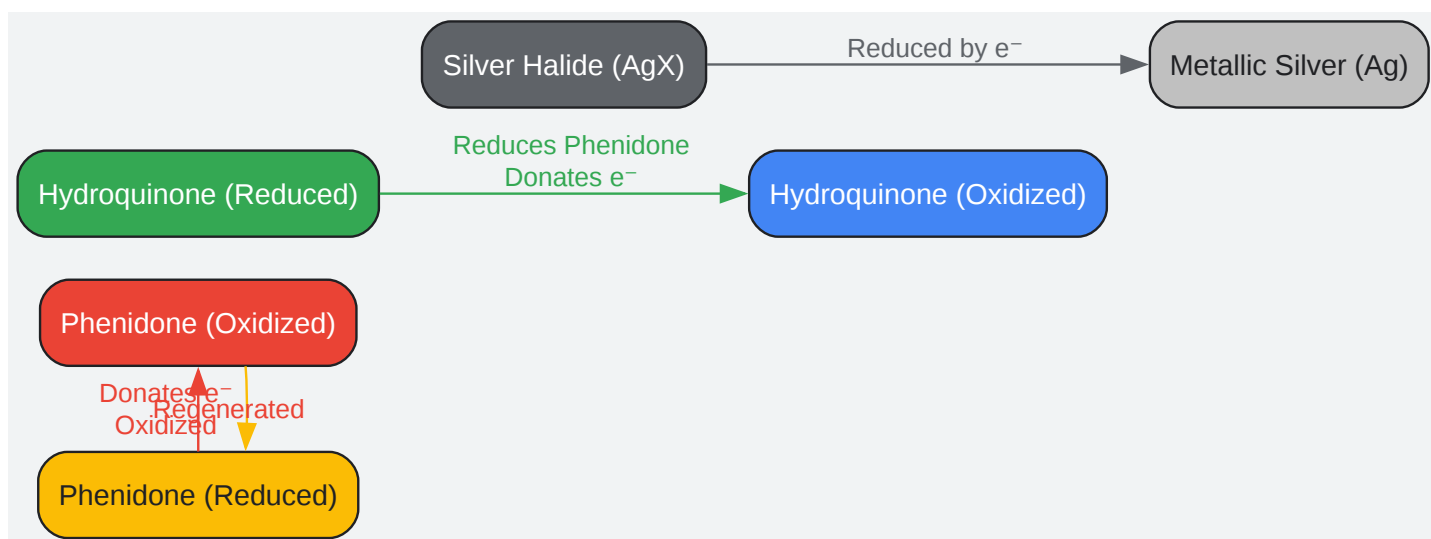 Silver Halide (AgX)
Reduced by e⁻
Metallic Silver (Ag)
Reduces Phenidone
Donates e⁻
Hydroquinone (Reduced)
Hydroquinone (Oxidized)
Phenidone (Oxidized)
Donates e⁻
Oxidized
Regenerated
Phenidone (Reduced)